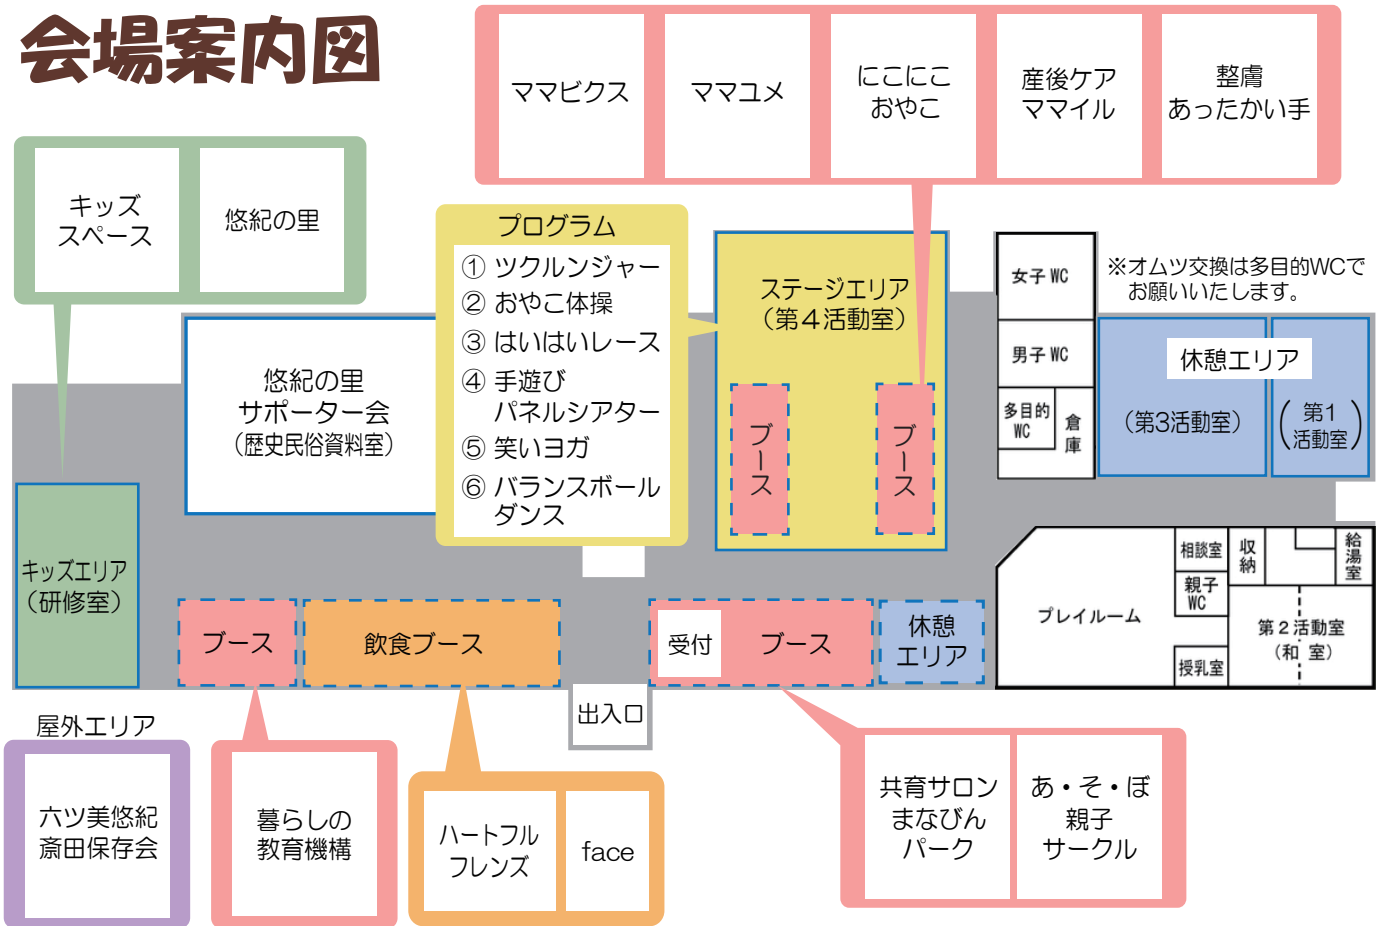 会場案内図
ママビクス
ママユメ
にこにこ
おやこ
産後ケア
ママイル
整膚
あったかい手
キッズ
スペース
悠紀の里
プログラム
① ツクルンジャー
② おやこ体操
③ はいはいレース
④ 手遊び
パネルシアター
⑤ 笑いヨガ
⑥ バランスボール
ダンス
ステージエリア
（第４活動室）
ブース
ブース
女子 WC
男子 WC
多目的
WC
倉庫
※オムツ交換は多目的WCで
お願いいたします。
休憩エリア
（第3活動室）
（第1
活動室）
悠紀の里
サポーター会
（歴史民俗資料室）
キッズエリア
（研修室）
ブース
飲食ブース
受付
ブース
休憩
エリア
プレイルーム
相談室
親子
WC
授乳室
収納
給湯室
第２活動室
（和 室）
出入口
屋外エリア
六ツ美悠紀
斎田保存会
暮らしの
教育機構
ハートフル
フレンズ
face
共育サロン
まなびん
パーク
あ・そ・ぼ
親子
サークル